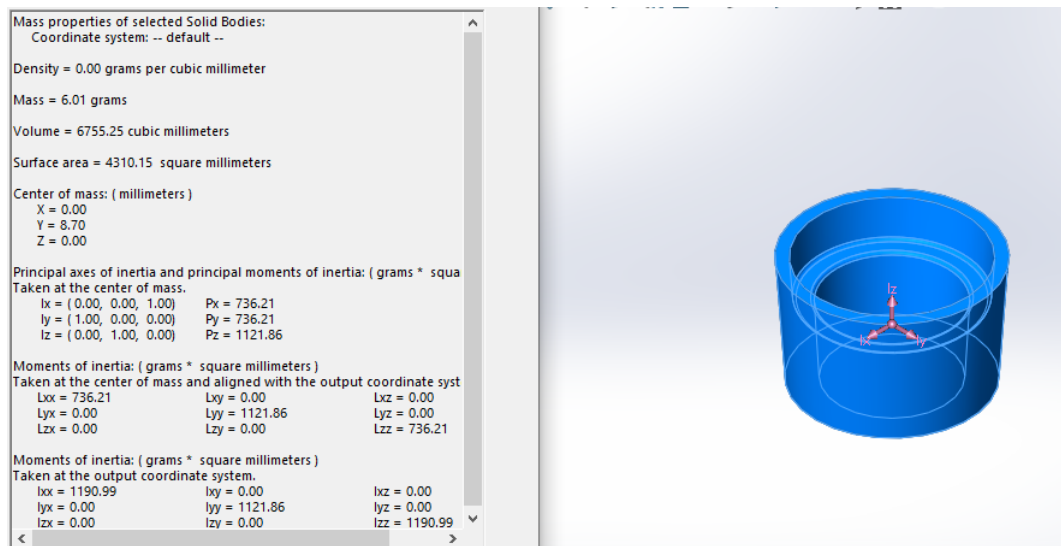 Mass properties of selected Solid Bodies:
Coordinate system: -- default --
Density = 0.00 grams per cubic millimeter
Mass = 6.01 grams
Volume = 6755.25 cubic millimeters
Surface area = 4310.15 square millimeters
Center of mass: ( millimeters )
X = 0.00
Y = 8.70
Z = 0.00
Principal axes of inertia and principal moments of inertia: ( grams * squa
Taken at the center of mass.
Ix = ( 0.00, 0.00, 1.00) Px = 736.21
Iy = ( 1.00, 0.00, 0.00) Py = 736.21
Iz = ( 0.00, 1.00, 0.00) Pz = 1121.86
Moments of inertia: ( grams * square millimeters )
Taken at the center of mass and aligned with the output coordinate syst
Lxx = 736.21 Lxy = 0.00 Lxz = 0.00
Lyx = 0.00 Lyy = 1121.86 Lyz = 0.00
Lzx = 0.00 Lzy = 0.00 Lzz = 736.21
Moments of inertia: ( grams * square millimeters )
Taken at the output coordinate system.
Ixx = 1190.99 Ixy = 0.00 Ixz = 0.00
Iyx = 0.00 Iyy = 1121.86 Iyz = 0.00
Izx = 0.00 Izy = 0.00 Izz = 1190.99
Iz
Ix
Iy